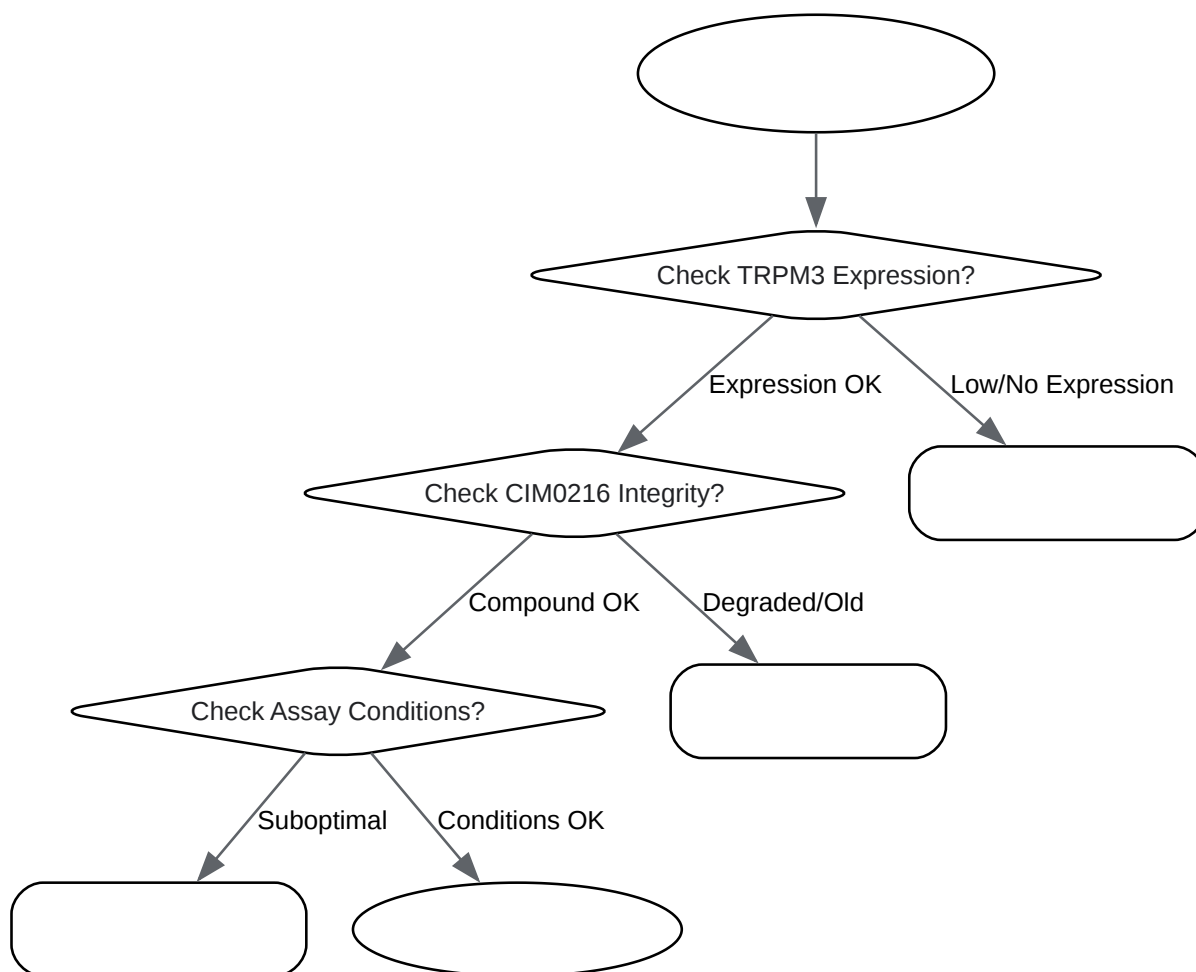 Check TRPM3 Expression?
Expression OK
Low/No Expression
Check CIM0216 Integrity?
Compound OK
Degraded/Old
Check Assay Conditions?
Suboptimal
Conditions OK